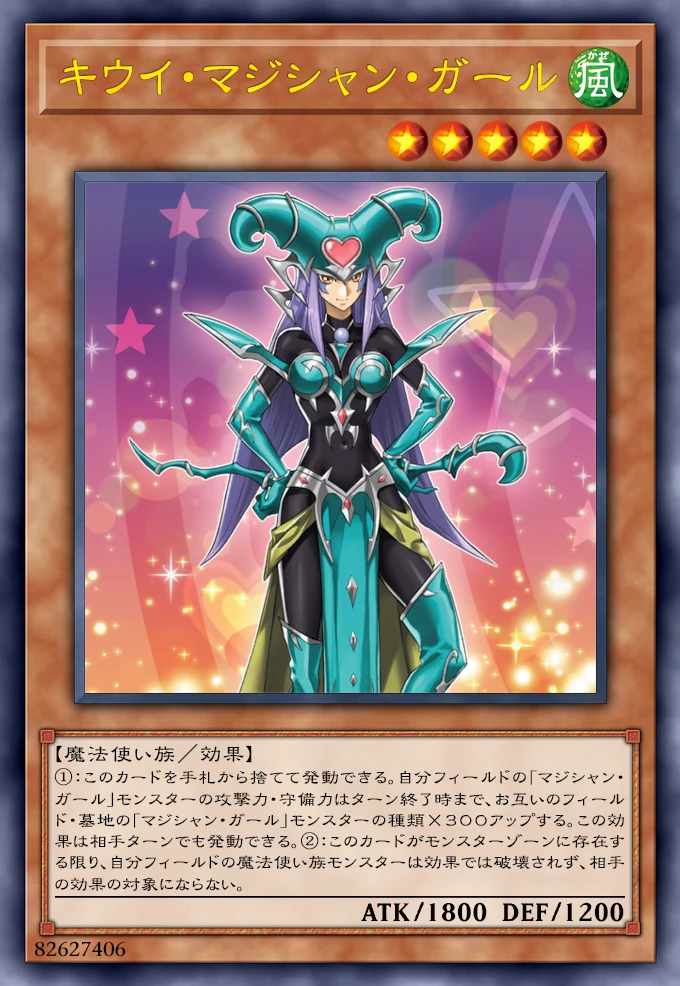 キウイ・マジシャン・ガール
かぜ
風
【魔法使い族／効果】
①：このカードを手札から捨てて発動できる。自分フィールドの「マジシャン・
ガール」モンスターの攻撃力・守備力はターン終了時まで、お互いのフィール
ド・墓地の「マジシャン・ガール」モンスターの種類×３００アップする。この効
果は相手ターンでも発動できる。②：このカードがモンスターゾーンに存在す
る限り、自分フィールドの魔法使い族モンスターは効果では破壊されず、相手
の効果の対象にならない。
ATK/1800 DEF/1200
82627406